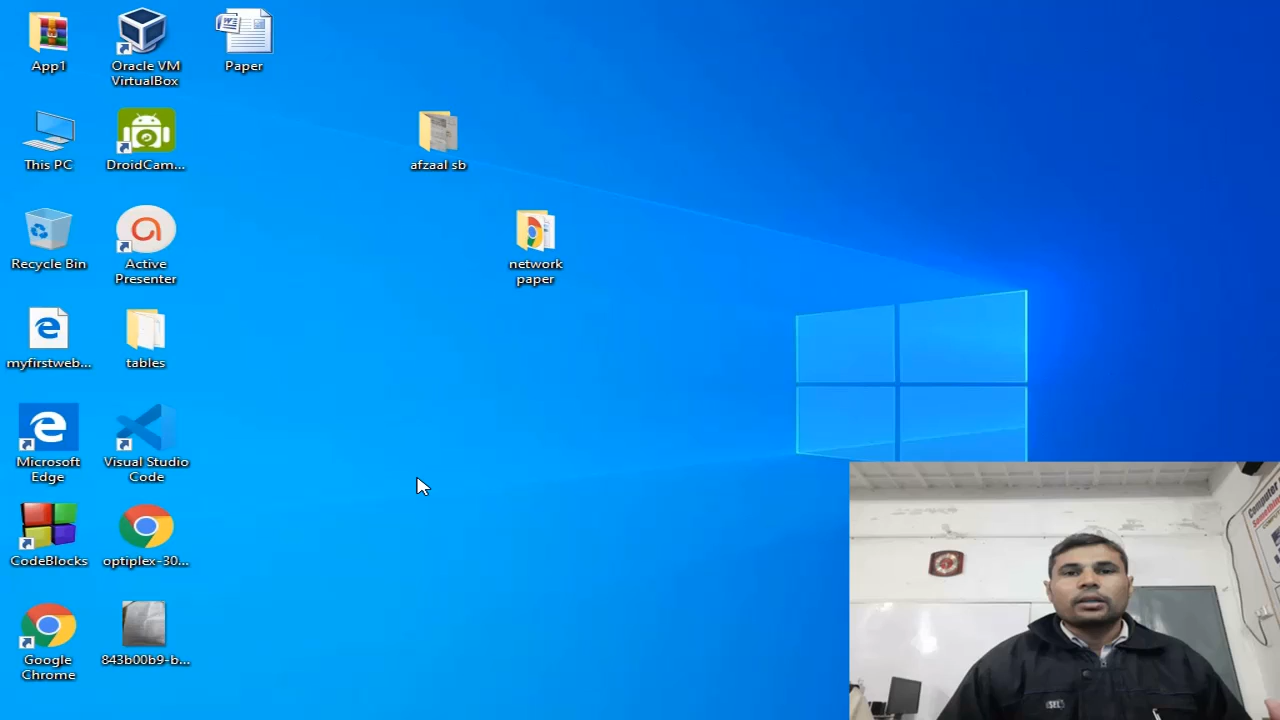 App1
Oracle VM
VirtualBox
Paper
This PC
DroidCam...
afzaal sb
Recycle Bin
Active
Presenter
network
paper
myfirstweb...
tables
Microsoft
Edge
Visual Studio
Code
CodeBlocks
optiplex-30...
Google
Chrome
843b00b9-b...
Computer